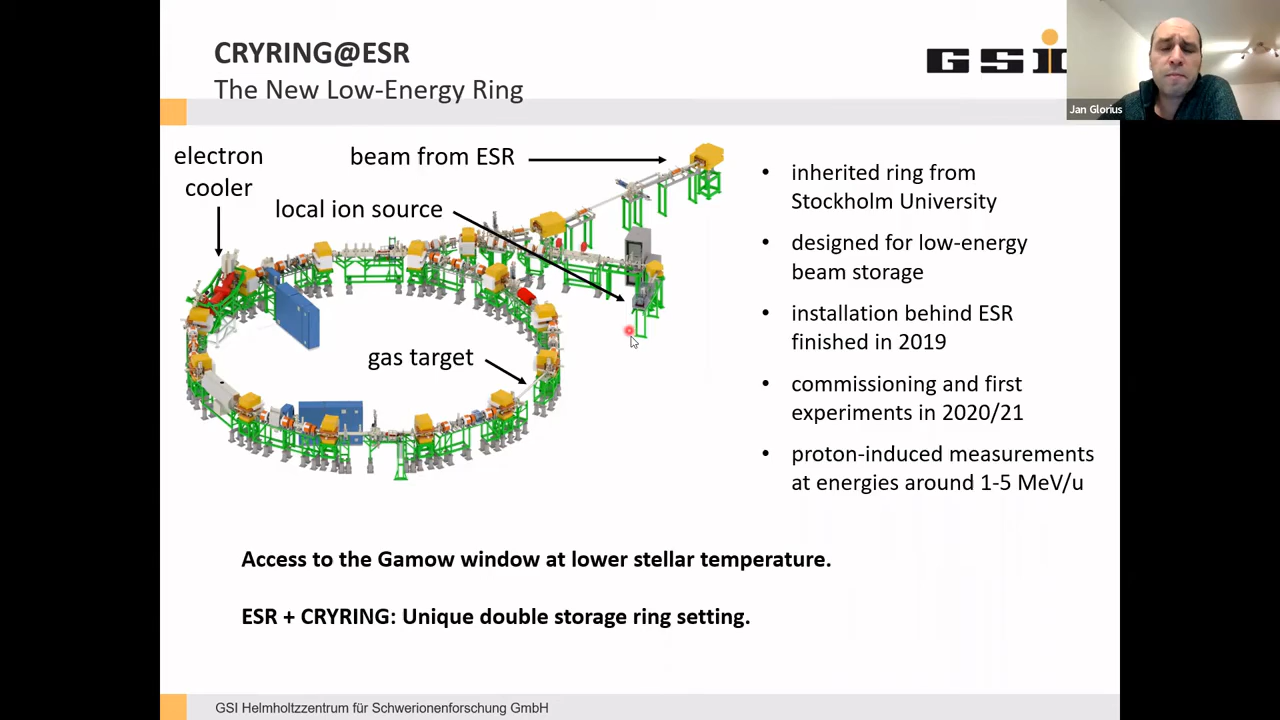 CRYRING@ESR
The New Low-Energy Ring
GSI
Jan Glorius
electron
cooler
beam from ESR
local ion source
gas target
• inherited ring from
Stockholm University
• designed for low-energy
beam storage
• installation behind ESR
finished in 2019
• commissioning and first
experiments in 2020/21
• proton-induced measurements
at energies around 1-5 MeV/u
Access to the Gamow window at lower stellar temperature.
ESR + CRYRING: Unique double storage ring setting.
GSI Helmholtzzentrum für Schwerionenforschung GmbH